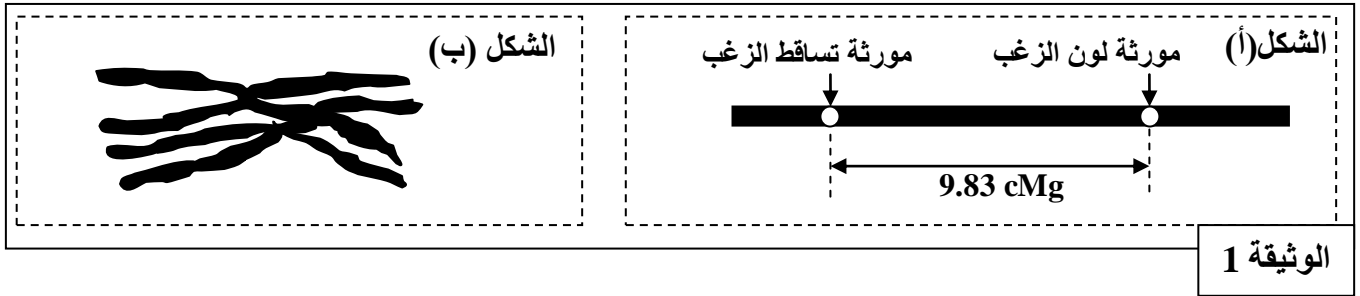 الشكل(أ)
مورثة لون الزغب
مورثة تساقط الزغب
9.83 cMg
الشكل (ب)
الوثيقة 1